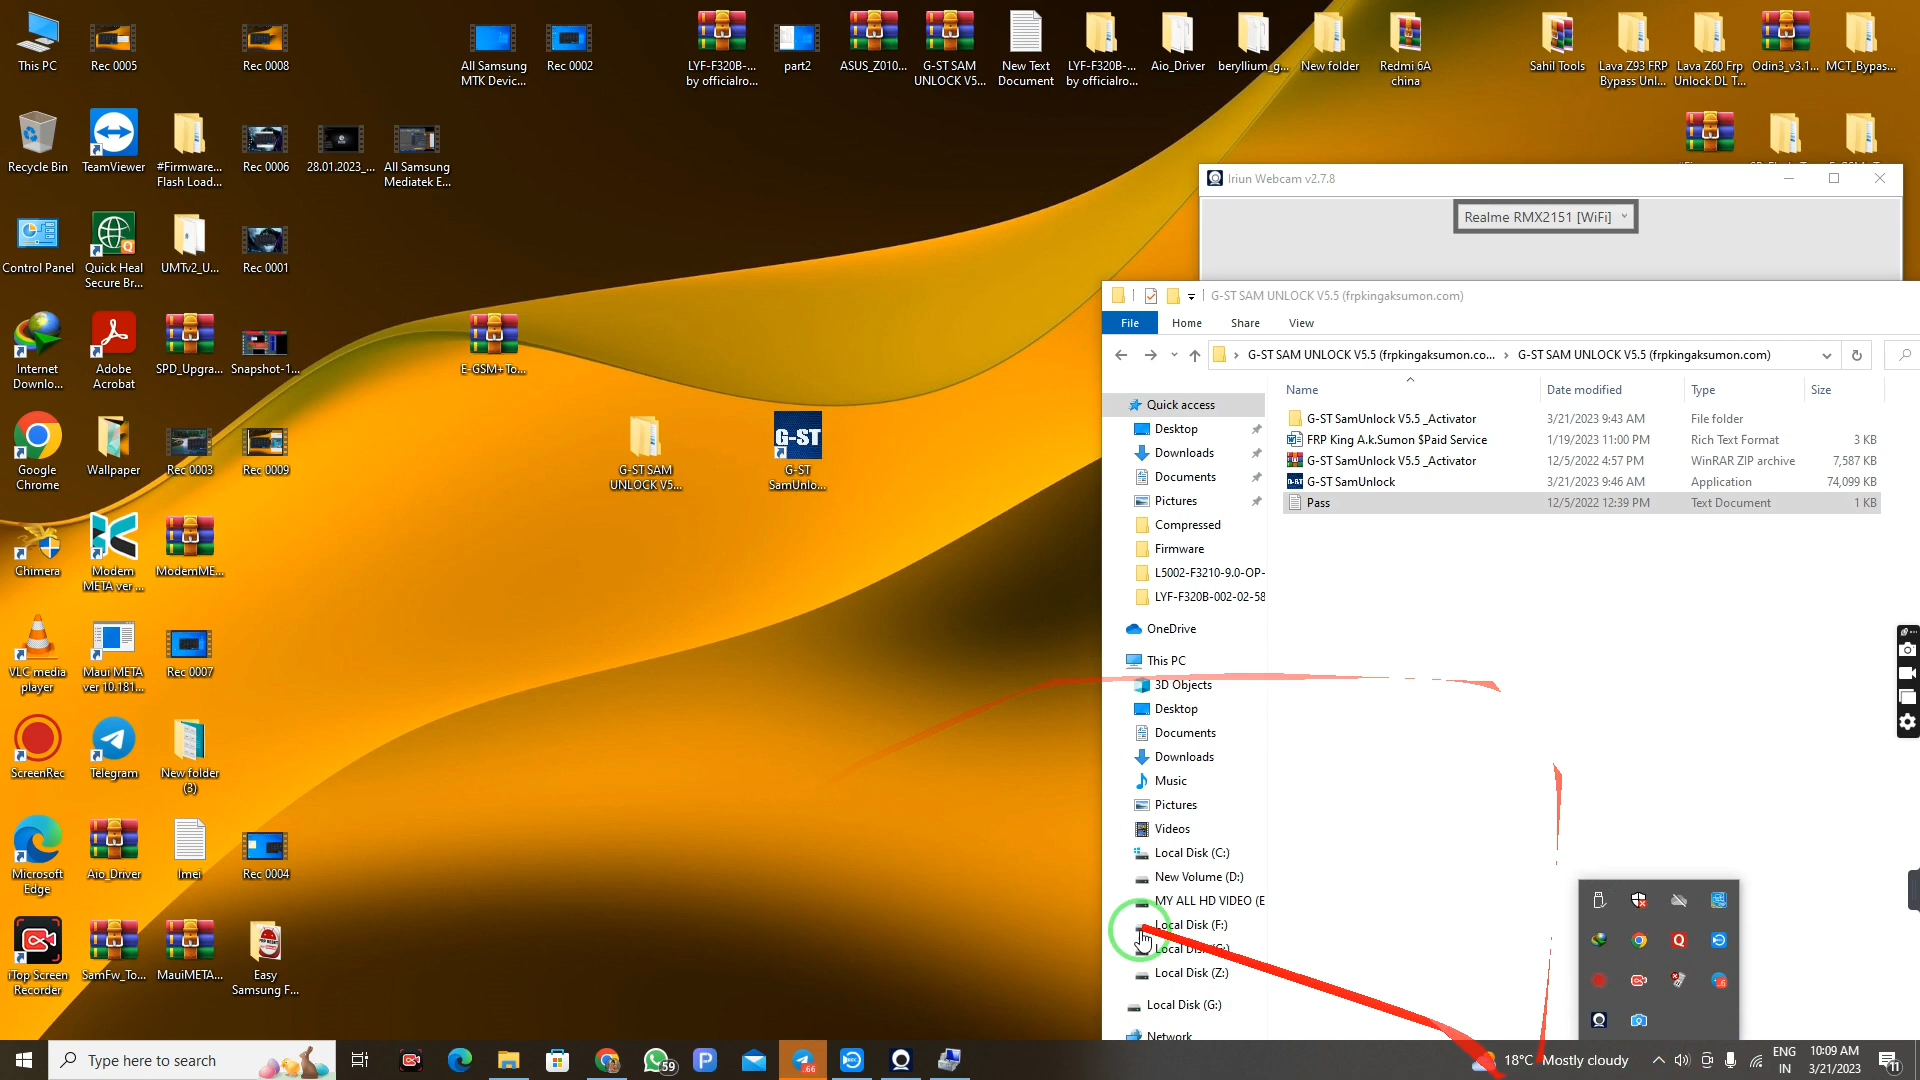 This PC
Rec 0005
Rec 0008
All Samsung
MTK Devic...
Rec 0002
LYF-F320B-...
by officialro...
part2
ASUS_Z010...
G-ST SAM
UNLOCK V5...
New Text
Document
LYF-F320B-...
by officialro...
Aio_Driver
beryllium_g...
New folder
Redmi 6A
china
Sahil Tools
Lava Z93 FRP
Bypass Unl...
Lava Z60 Frp
Unlock DL T...
Odin3_v3.1...
MCT_Bypas...
Recycle Bin
TeamViewer
#Firmware...
Flash Load...
Rec 0006
28.01.2023_...
All Samsung
Mediatek E...
Control Panel
Quick Heal
Secure Br...
UMTv2_U...
Rec 0001
Internet
Downlo...
Adobe
Acrobat
SPD_Upgra...
Snapshot-1...
E-GSM+To...
Google
Chrome
Wallpaper
Rec 0003
Rec 0009
G-ST SAM
UNLOCK V5...
G-ST
G-ST
SamUnlo...
Chimera
Modem
META ver ...
ModemME...
VLC media
player
Maui META
ver 10.181...
Rec 0007
ScreenRec
Telegram
New folder
(3)
Microsoft
Edge
Aio_Driver
Imei
Rec 0004
iTop Screen
Recorder
SamFw_To...
MauiMETA...
Easy
Samsung F...
Iriun Webcam v2.7.8
Realme RMX2151 [WiFi]
G-ST SAM UNLOCK V5.5 (frpkingaksumon.com)
File
Home
Share
View
G-ST SAM UNLOCK V5.5 (frpkingaksumon.co...
G-ST SAM UNLOCK V5.5 (frpkingaksumon.com)
Name
Date modified
Type
Size
G-ST SamUnlock V5.5 _Activator 3/21/2023 9:43 AM File folder
FRP King A.k.Sumon $Paid Service 1/19/2023 11:00 PM Rich Text Format 3 KB
G-ST SamUnlock V5.5 _Activator 12/5/2022 4:57 PM WinRAR ZIP archive 7,587 KB
G-ST SamUnlock 3/21/2023 9:46 AM Application 74,099 KB
Pass 12/5/2022 12:39 PM Text Document 1 KB
Quick access
Desktop
Downloads
Documents
Pictures
Compressed
Firmware
L5002-F3210-9.0-OP-
LYF-F320B-002-02-58
OneDrive
This PC
3D Objects
Desktop
Documents
Downloads
Music
Pictures
Videos
Local Disk (C:)
New Volume (D:)
MY ALL HD VIDEO (E
Local Disk (F:)
Local Disk (G:)
Local Disk (Z:)
Local Disk (G:)
Network
Type here to search
59
.66
18°C Mostly cloudy
ENG
IN
10:09 AM
3/21/2023
11